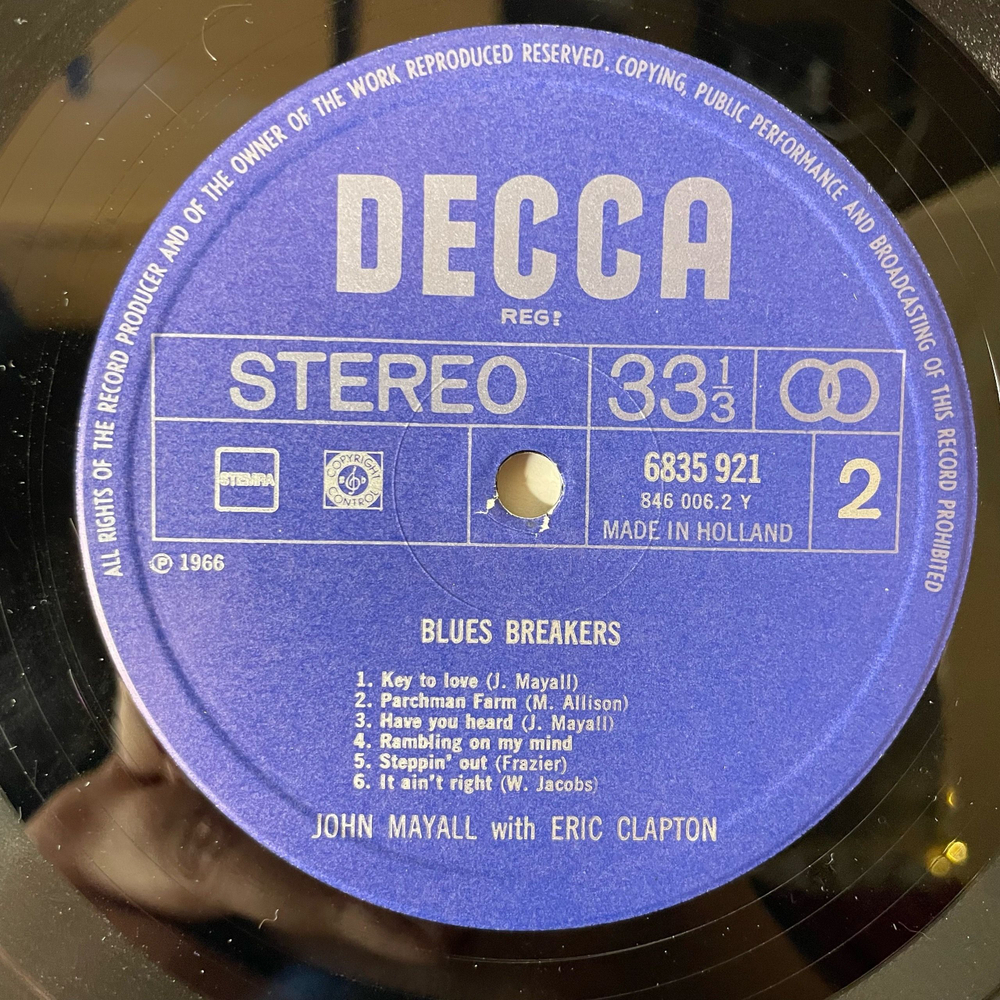 ALL RIGHTS OF THE RECORD PRODUCER AND OF THE OWNER OF THE WORK REPRODUCED RESERVED. COPYING, PUBLIC PERFORMANCE AND BROADCASTING OF THIS RECORD PROHIBITED
DECCA
REG!
STEREO 33 1/3
STEMRA COPYRIGHT CONTROL 6835 921 2
846 006.2 Y
MADE IN HOLLAND
℗ 1966
BLUES BREAKERS
1. Key to love (J. Mayall)
2. Parchman Farm (M. Allison)
3. Have you heard (J. Mayall)
4. Rambling on my mind
5. Steppin' out (Frazier)
6. It ain't right (W. Jacobs)
JOHN MAYALL with ERIC CLAPTON